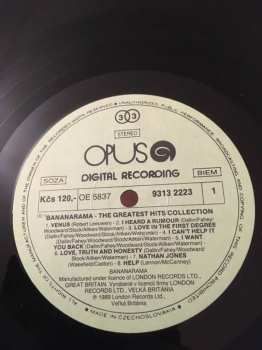 33
STEREO
OPUS
DIGITAL RECORDING
SOZA
BIEM
Kčs 120,- OE 5837
9313 2223
1
BANANARAMA - THE GREATEST HITS COLLECTION
1. VENUS (Robert Leeuwen) - 2. I HEARD A RUMOUR (Dallin/Fahey/
Woodward/Stock/Aitken/Waterman) - 3. LOVE IN THE FIRST DEGREE
(Dallin/Fahey/Woodward/Stock/Aitken/Waterman) - 4. I CAN'T HELP IT
(Dallin/Fahey/Woodward/Stock/Aitken/Waterman) - 5. I WANT
YOU BACK (Dallin/Fahey/Woodward/Stock/Aitken/Waterman) -
6. LOVE, TRUTH AND HONESTY (Dallin/Fahey/
Woodward/Stock/Aitken/Waterman) - 7. NATHAN JONES
(Wakefield/Caston) - 8. HELP (Lennon/McCartney)
BANANARAMA
Manufactured under licence of LONDON RECORDS LTD.,
GREAT BRITAIN. Vyrobené v licencii firmy LONDON
RECORDS LTD., VEĽKÁ BRITÁNIA
℗ 1989 London Records Ltd.,
Veľká Británia
MADE IN CZECHOSLOVAKIA